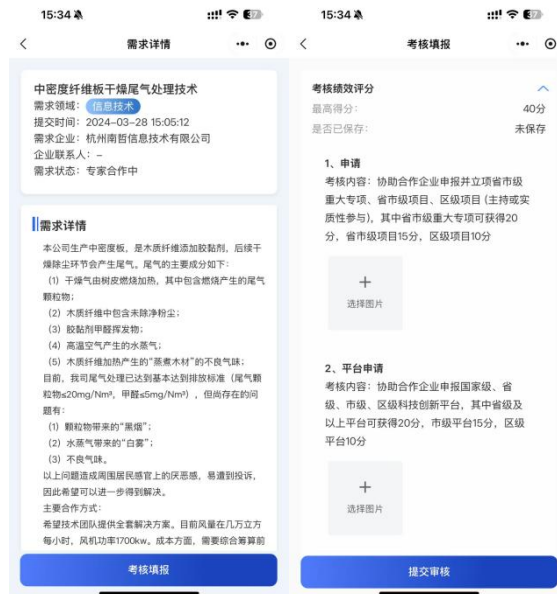 15:34
需求详情
中密度纤维板干燥尾气处理技术
需求领域：信息技术
提交时间：2024-03-28 15:05:12
需求企业：杭州南哲信息技术有限公司
企业联系人：-
需求状态：专家合作中
需求详情
本公司生产中密度板，是木质纤维添加胶黏剂，后续干
燥除尘环节会产生尾气。尾气的主要成分如下：
（1）干燥气由树皮燃烧加热，其中包含燃烧产生的尾气
颗粒物；
（2）木质纤维中包含未除净粉尘；
（3）胶黏剂甲醛挥发物；
（4）高温空气产生的水蒸气；
（5）木质纤维加热产生的“蒸煮木材”的不良气味；
目前，我司尾气处理已达到基本达到排放标准（尾气颗
粒物≤20mg/Nm³，甲醛≤5mg/Nm³），但尚存在的问
题有：
（1）颗粒物带来的“黑烟”；
（2）水蒸气带来的“白雾”；
（3）不良气味。
以上问题造成周围居民感官上的厌恶感，易遭到投诉，
因此希望可以进一步得到解决。
主要合作方式：
希望技术团队提供全套解决方案。目前风量在几万立方
每小时，风机功率1700kw。成本方面，需要综合筹算前
考核填报
15:34
考核填报
考核绩效评分
最高得分：
40分
是否已保存：
未保存
1、申请
考核内容：协助合作企业申报并立项省市级
重大专项、省市级项目、区级项目（主持或实
质性参与），其中省市级重大专项可获得20
分，省市级项目15分，区级项目10分
选择图片
2、平台申请
考核内容：协助合作企业申报国家级、省
级、市级、区级科技创新平台，其中省级及
以上平台可获得20分，市级平台15分，区级
平台10分
选择图片
提交审核